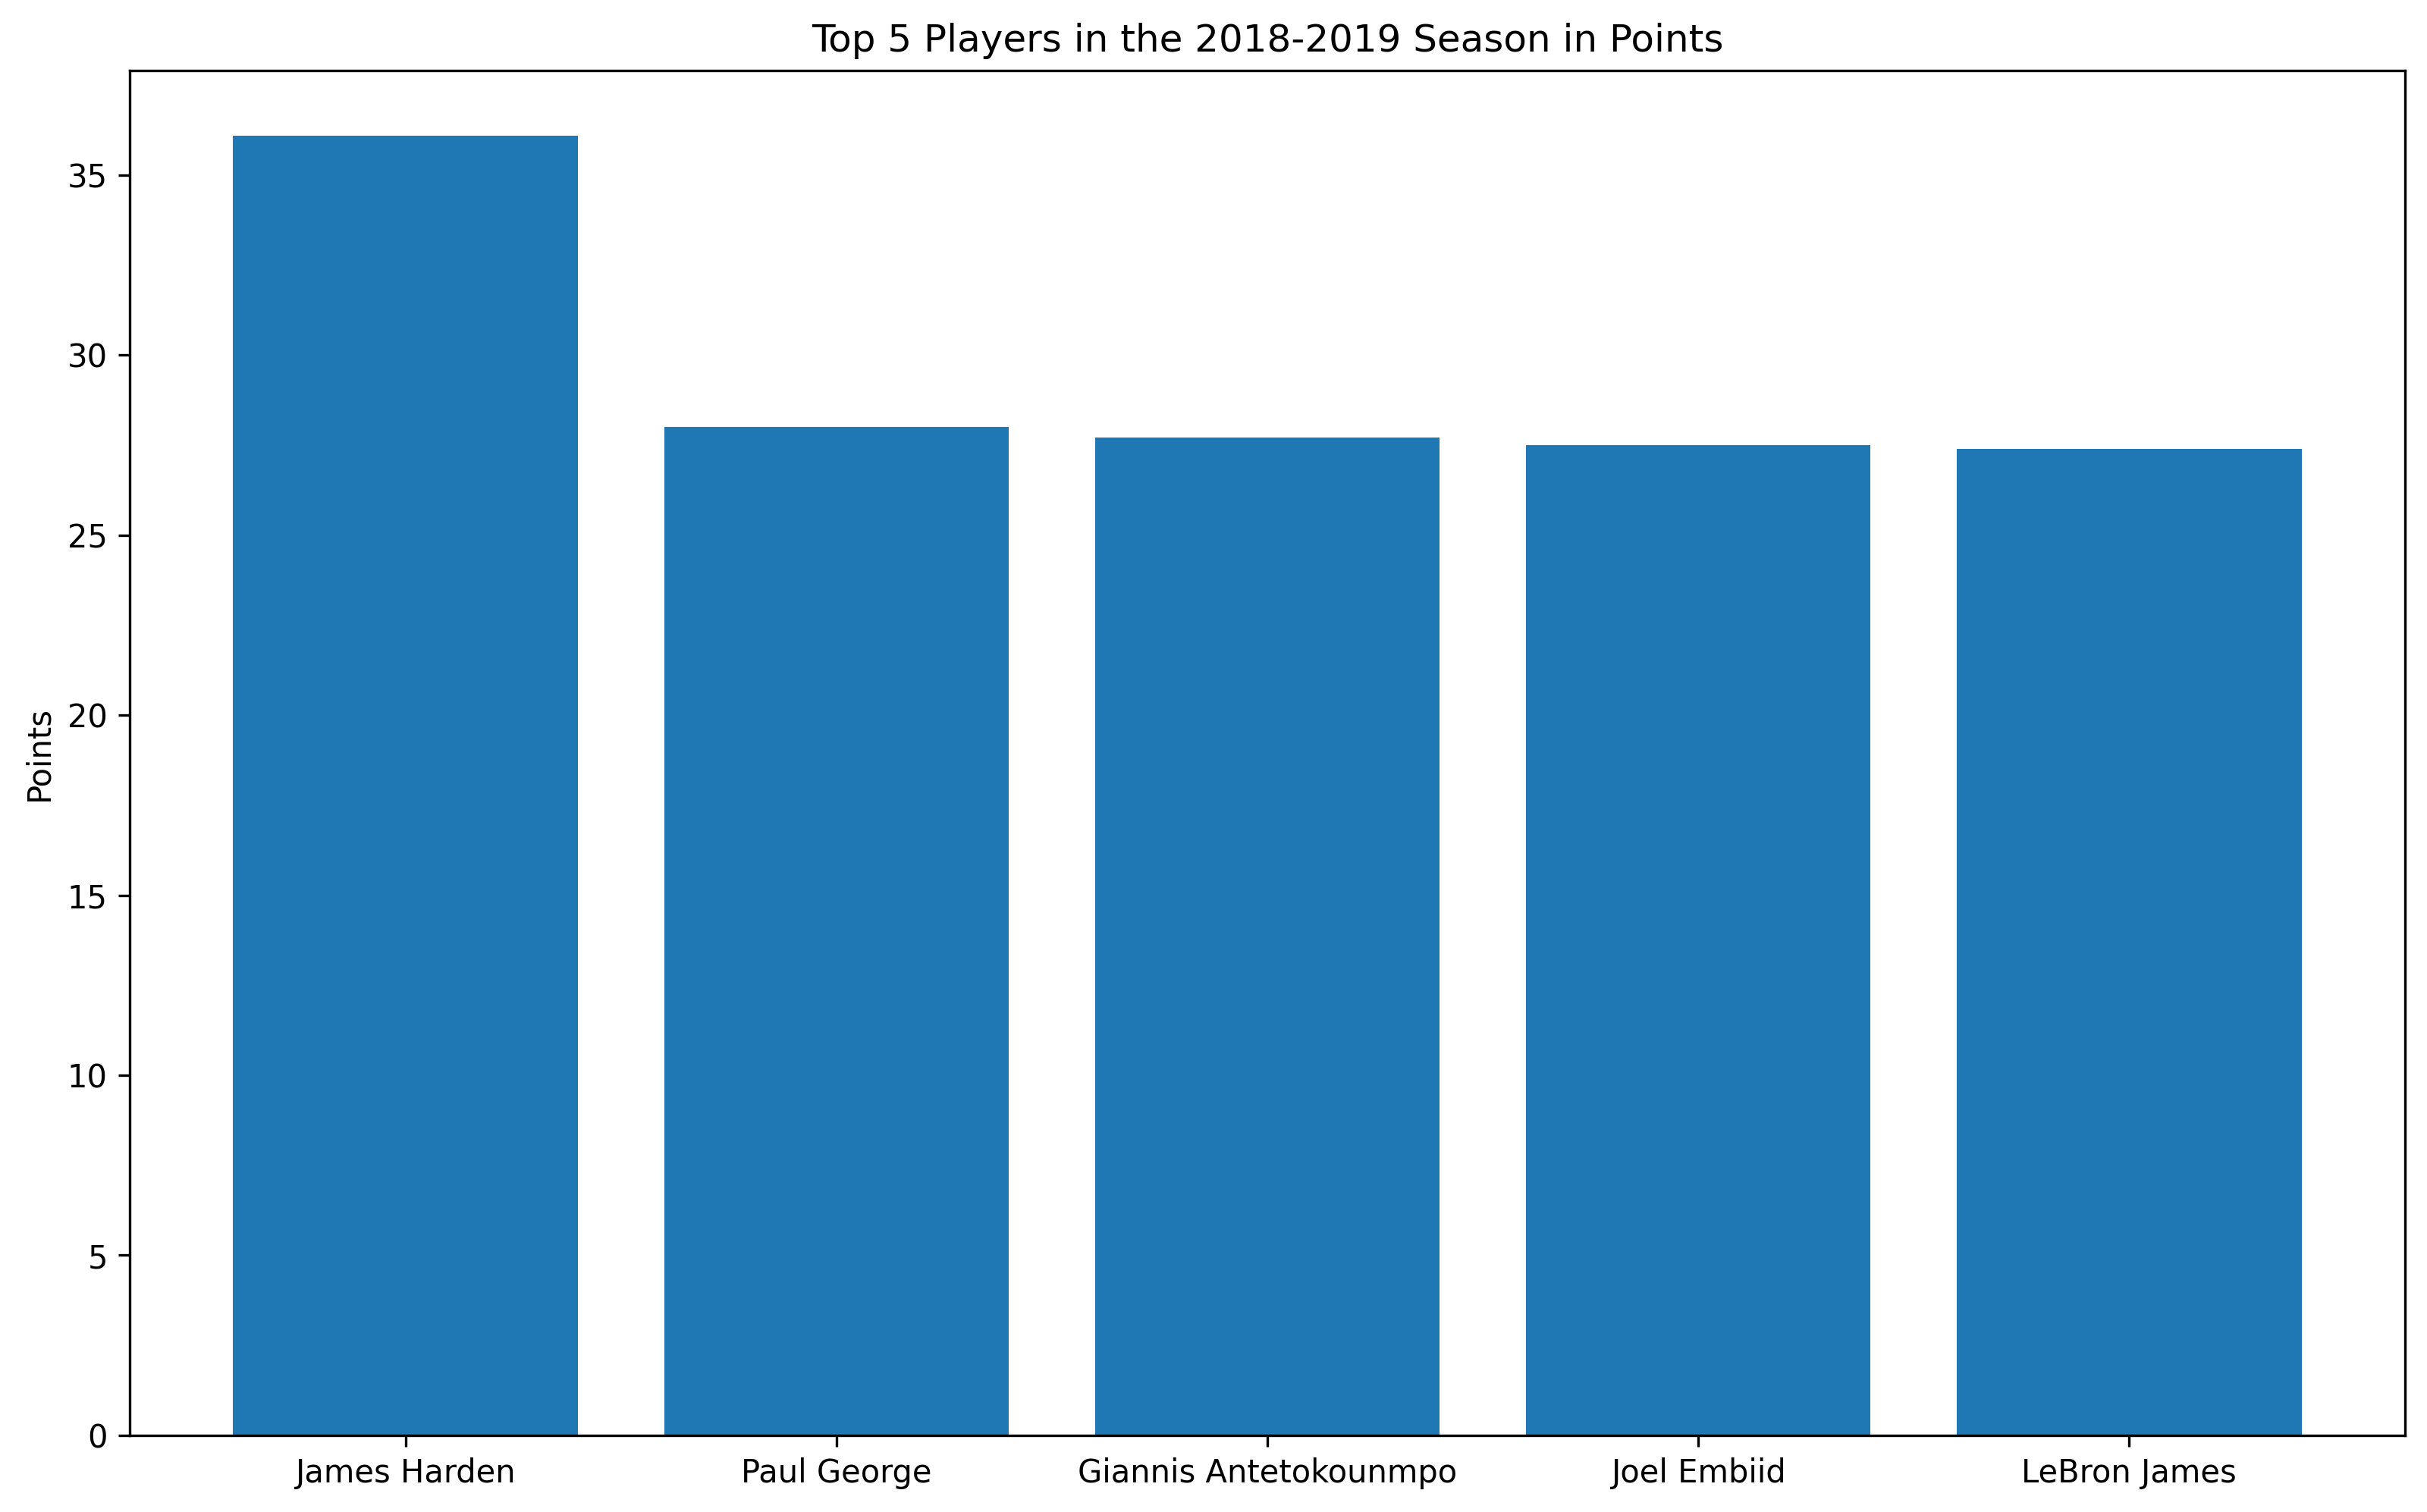 Top 5 Players in the 2018-2019 Season in Points
Points
35
30
25
20
15
10
5
0
James Harden
Paul George
Giannis Antetokounmpo
Joel Embiid
LeBron James